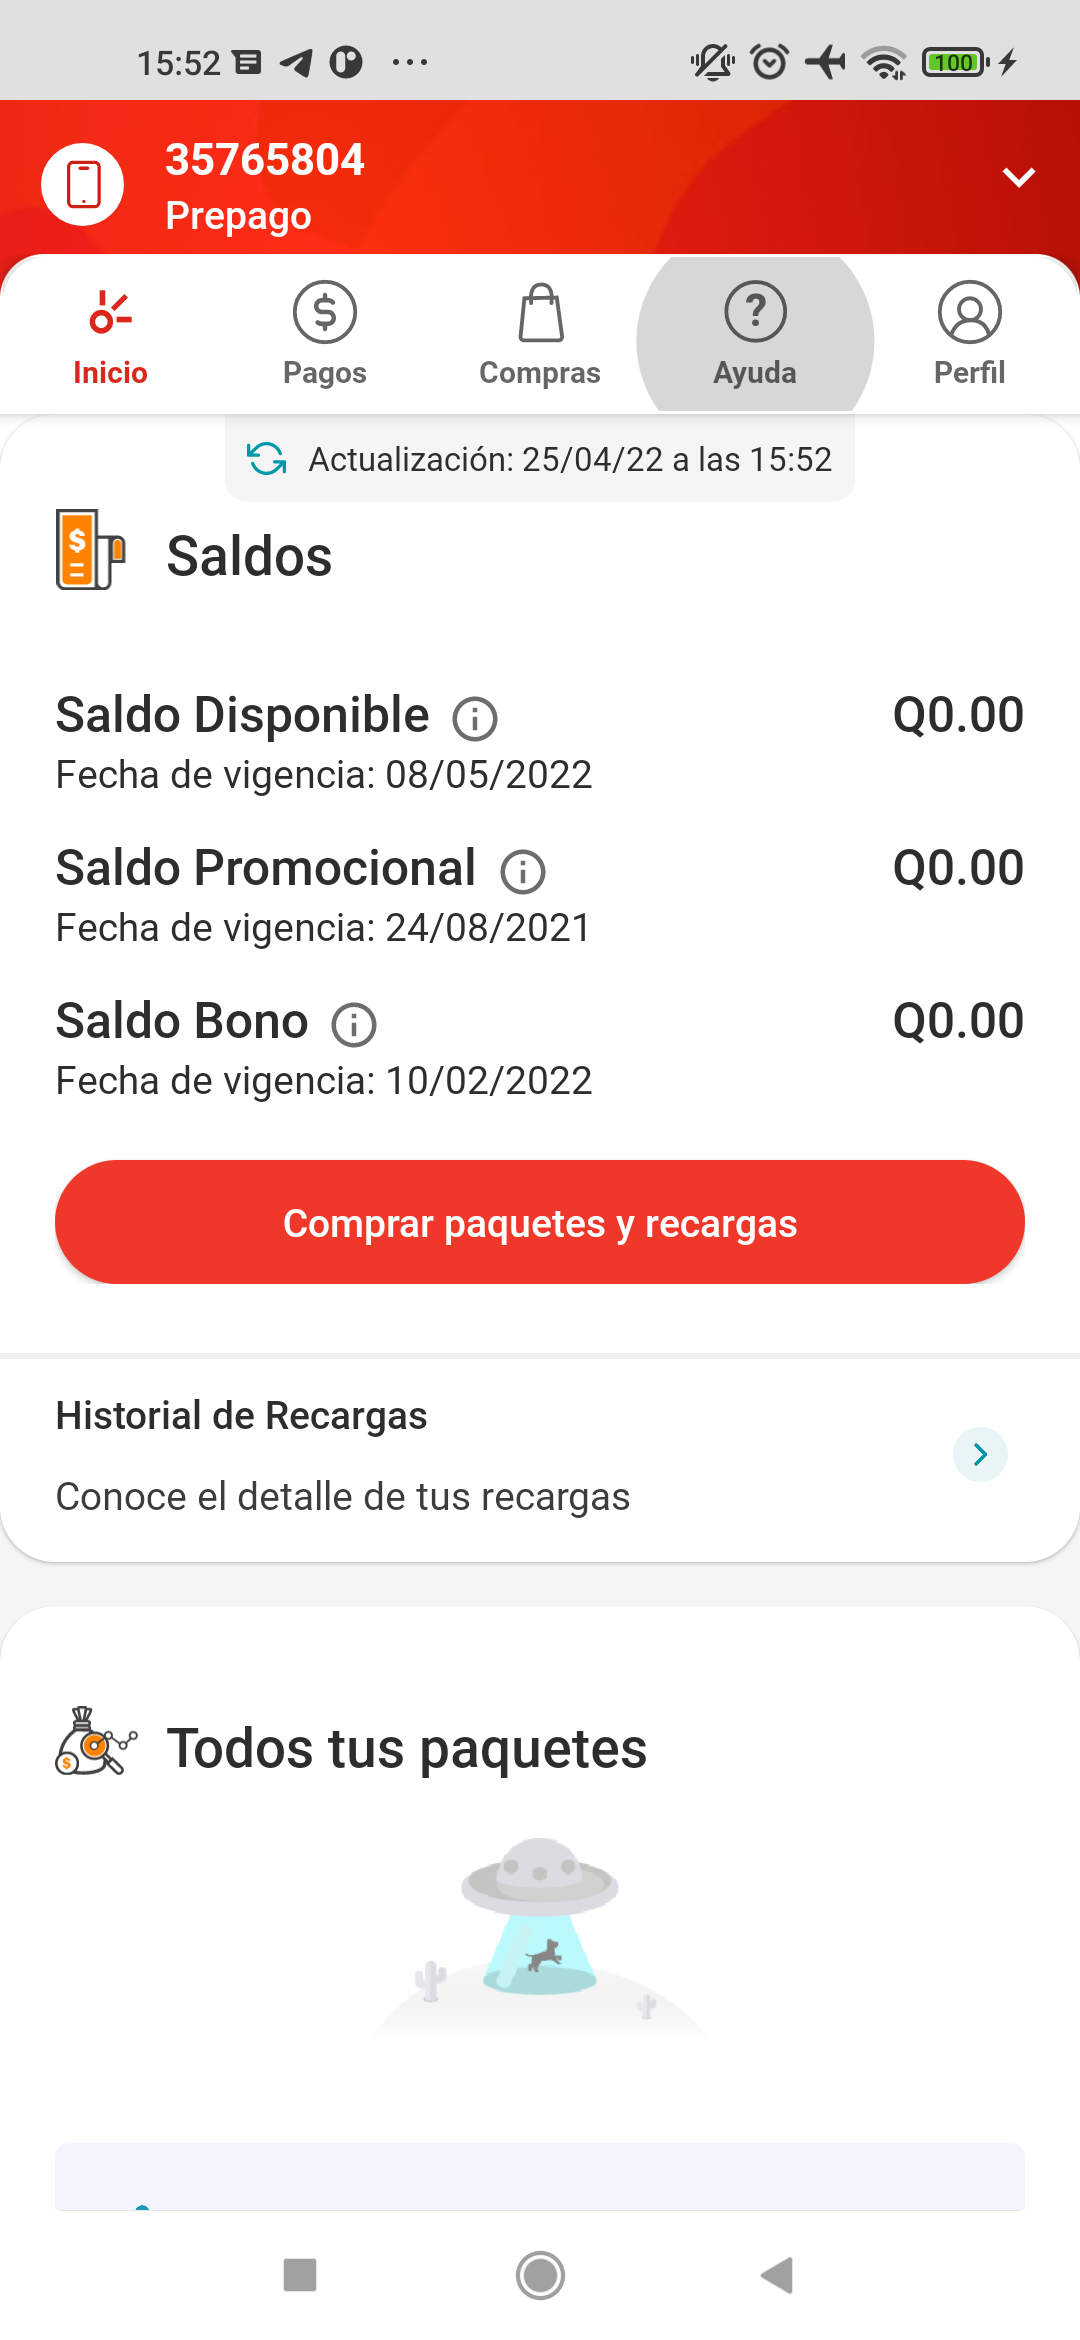 15:52
100
35765804
Prepago
Inicio
Pagos
Compras
Ayuda
Perfil
Actualización: 25/04/22 a las 15:52
Saldos
Saldo Disponible
Q0.00
Fecha de vigencia: 08/05/2022
Saldo Promocional
Q0.00
Fecha de vigencia: 24/08/2021
Saldo Bono
Q0.00
Fecha de vigencia: 10/02/2022
Comprar paquetes y recargas
Historial de Recargas
Conoce el detalle de tus recargas
Todos tus paquetes